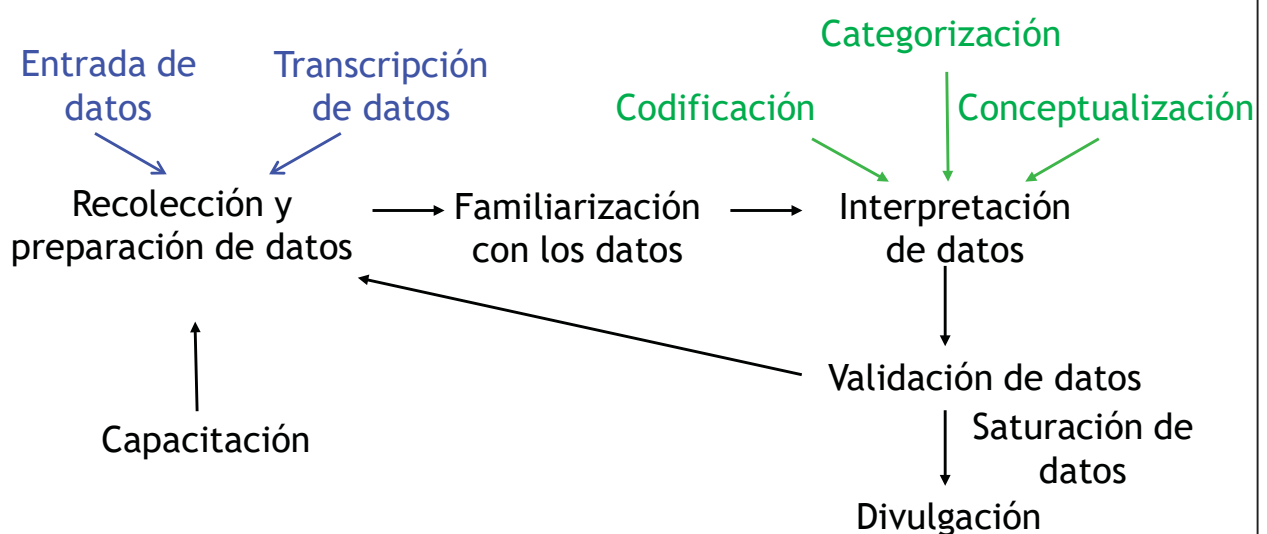 Categorización
Entrada de
datos
Transcripción
de datos
Codificación
Conceptualización
Recolección y
preparación de datos
Familiarización
con los datos
Interpretación
de datos
Validación de datos
Capacitación
Saturación de
datos
Divulgación